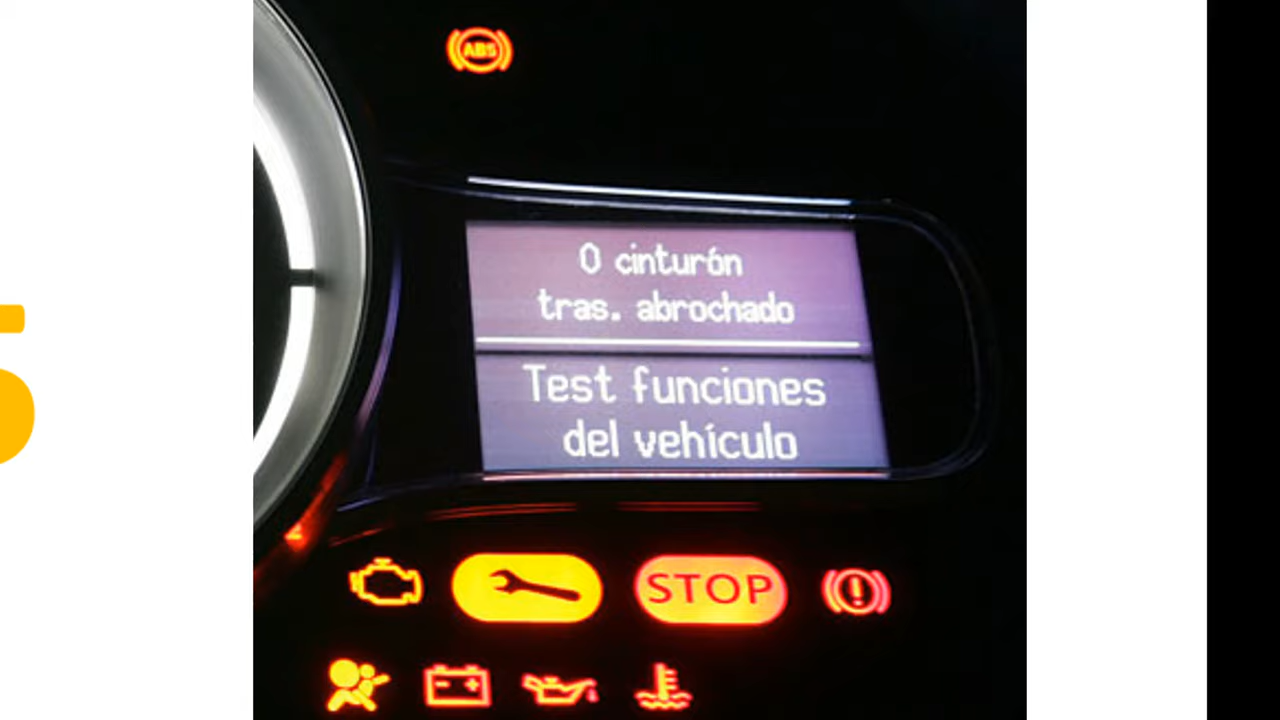 ABS
0 cinturón
tras. abrochado
Test funciones
del vehículo
STOP